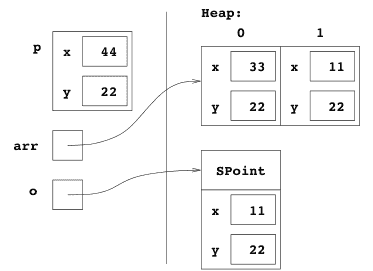 Heap:
0 1
p x 44
y 22
x 33 x 11
y 22 y 22
arr
o
SPoint
x 11
y 22